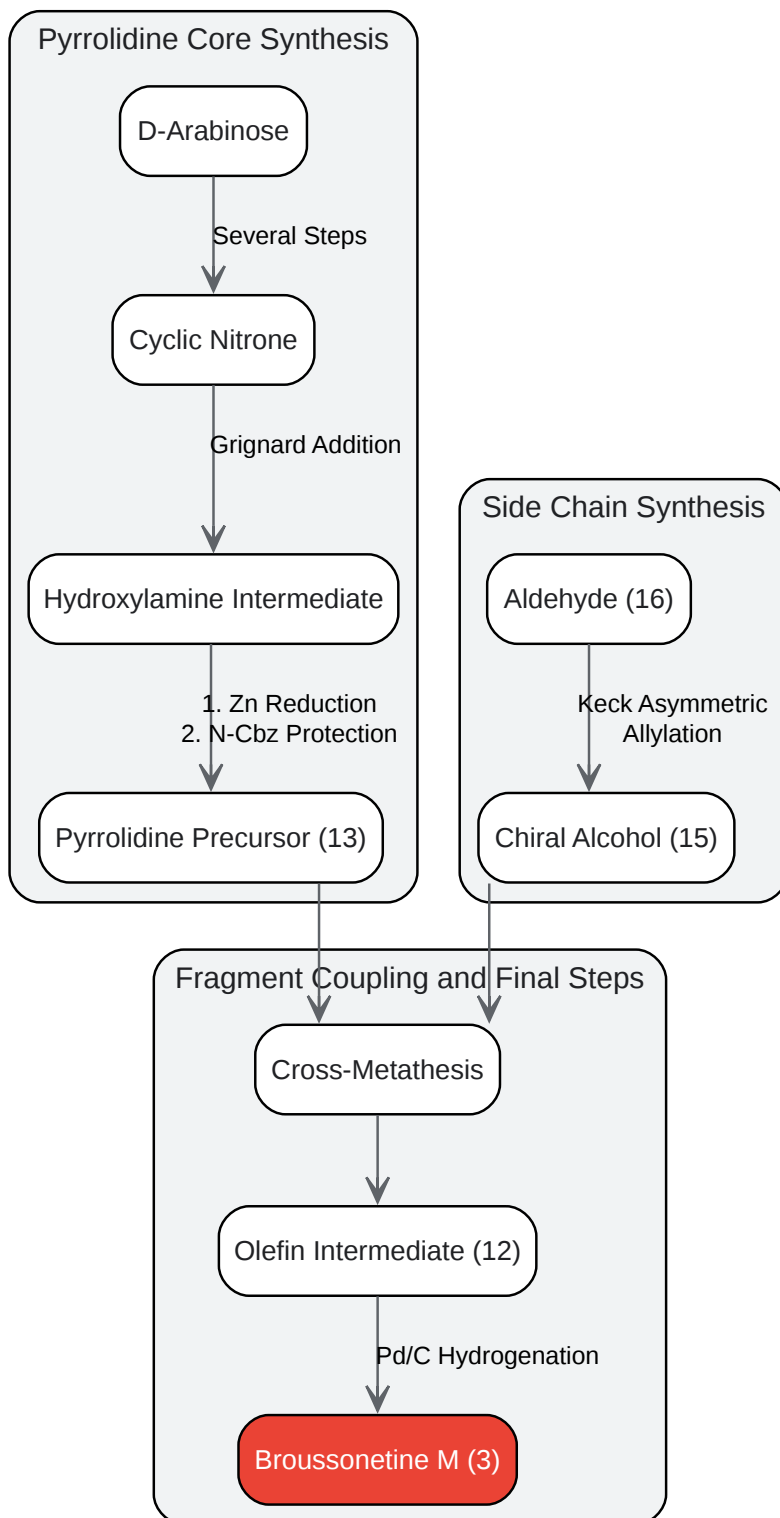 Pyrrolidine Core Synthesis
D-Arabinose
Several Steps
Cyclic Nitrone
Grignard Addition
Hydroxylamine Intermediate
1. Zn Reduction
2. N-Cbz Protection
Pyrrolidine Precursor (13)
Side Chain Synthesis
Aldehyde (16)
Keck Asymmetric
Allylation
Chiral Alcohol (15)
Fragment Coupling and Final Steps
Cross-Metathesis
Olefin Intermediate (12)
Pd/C Hydrogenation
Broussonetine M (3)